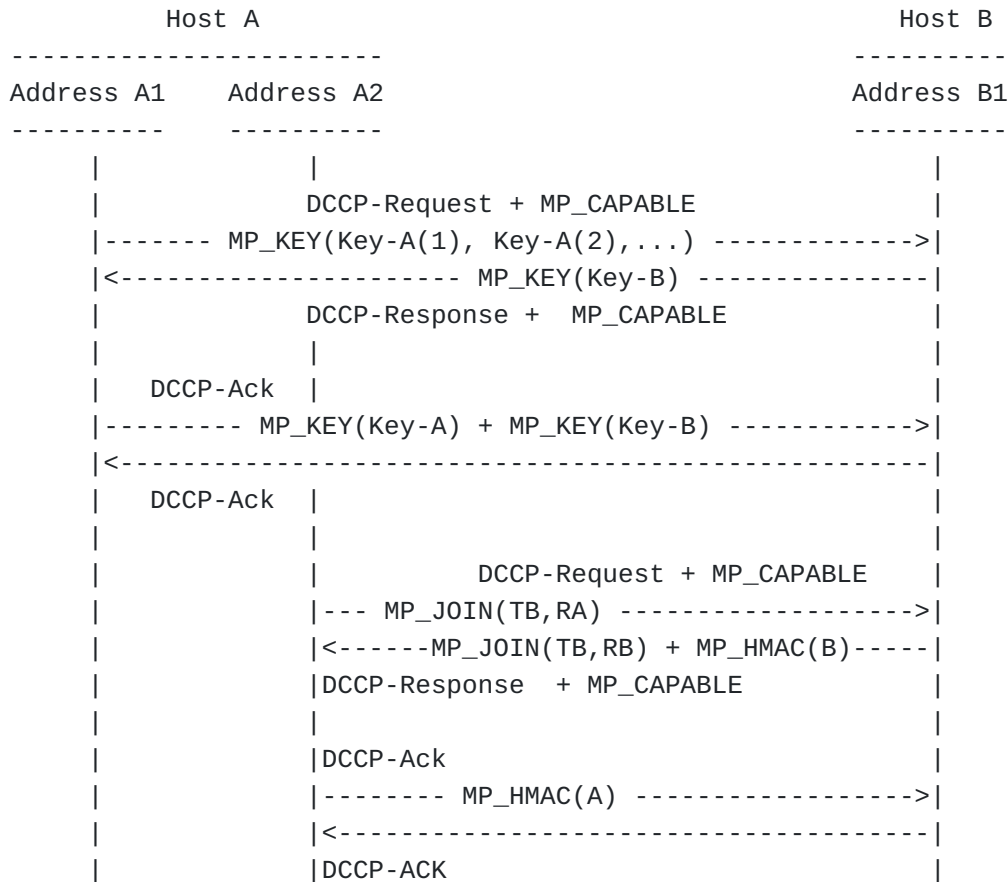 Host A                                         Host B
------------------------                              ----------
Address A1    Address A2                              Address B1
----------    ----------                              ----------
     |             |                                       |
     |             DCCP-Request + MP_CAPABLE               |
     |------- MP_KEY(Key-A(1), Key-A(2),...) ------------->|
     |<---------------------- MP_KEY(Key-B) ---------------|
     |             DCCP-Response +  MP_CAPABLE             |
     |             |                                       |
     |   DCCP-Ack  |                                       |
     |--------- MP_KEY(Key-A) + MP_KEY(Key-B) ------------>|
     |<----------------------------------------------------|
     |   DCCP-Ack  |                                       |
     |             |                                       |
     |             |          DCCP-Request + MP_CAPABLE    |
     |             |--- MP_JOIN(TB,RA) ------------------->|
     |             |<------MP_JOIN(TB,RB) + MP_HMAC(B)-----|
     |             |DCCP-Response  + MP_CAPABLE            |
     |             |                                       |
     |             |DCCP-Ack                               |
     |             |-------- MP_HMAC(A) ------------------>|
     |             |<--------------------------------------|
     |             |DCCP-ACK                               |